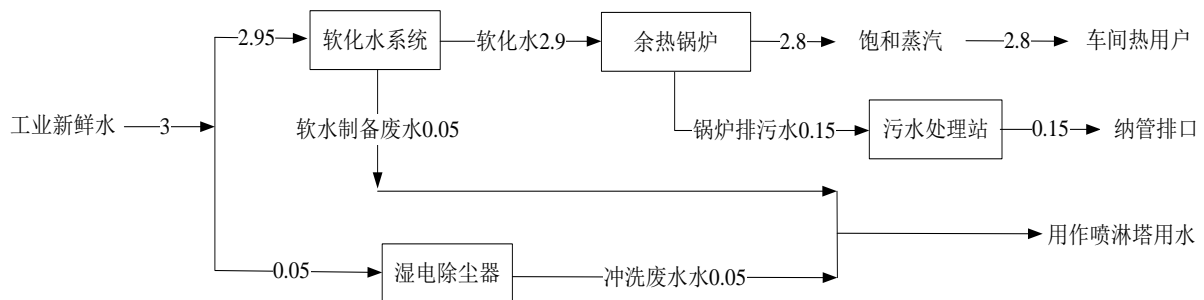 2.95
软化水系统
软化水2.9
余热锅炉
2.8
饱和蒸汽
2.8
车间热用户
工业新鲜水
3
软水制备废水0.05
锅炉排污水0.15
污水处理站
0.15
纳管排口
用作喷淋塔用水
0.05
湿电除尘器
冲洗废水水0.05